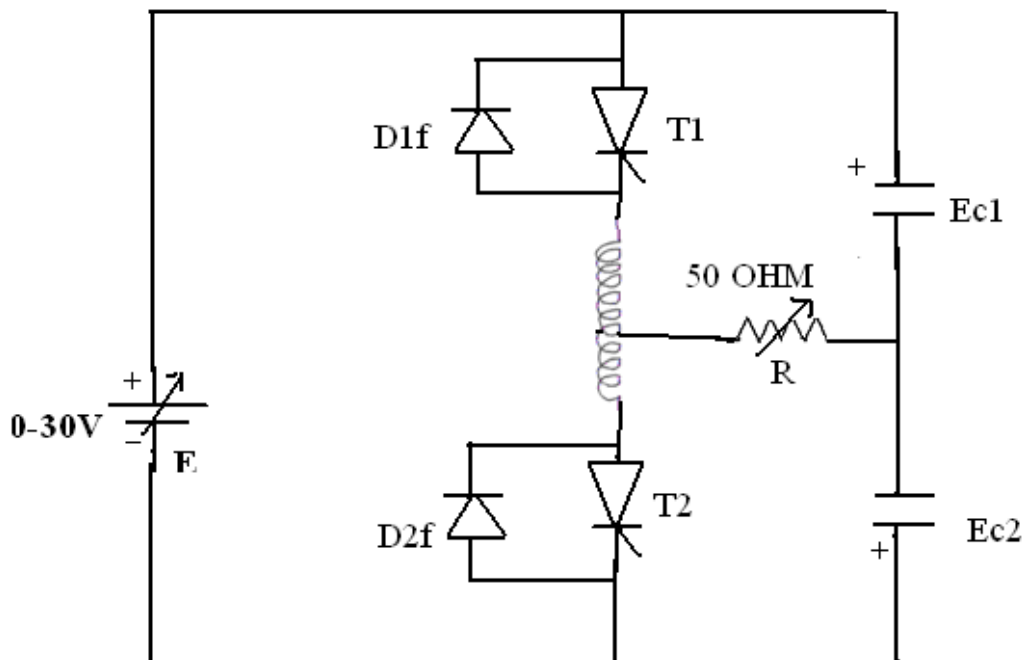 D1f
T1
+
Ec1
50 OHM
R
+
0-30V
−
E
D2f
T2
Ec2
+